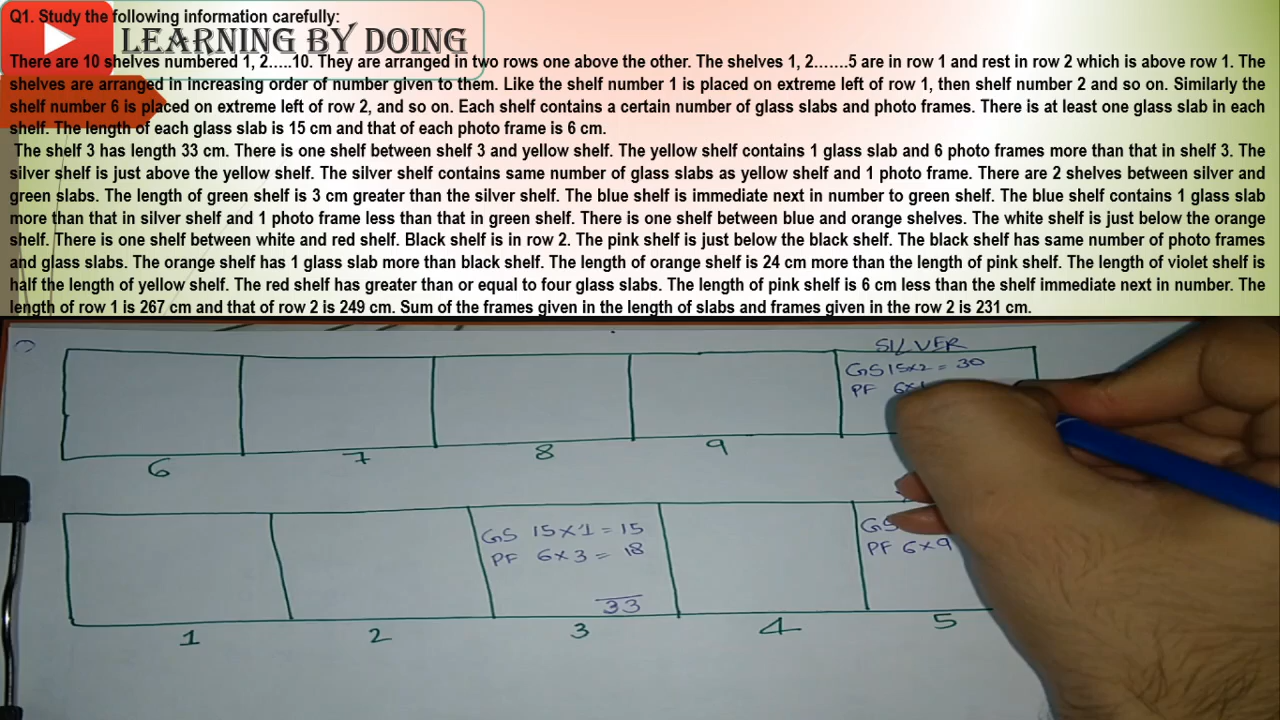 Q1. Study the following information carefully:
LEARNING BY DOING
There are 10 shelves numbered 1, 2.....10. They are arranged in two rows one above the other. The shelves 1, 2.......5 are in row 1 and rest in row 2 which is above row 1. The
shelves are arranged in increasing order of number given to them. Like the shelf number 1 is placed on extreme left of row 1, then shelf number 2 and so on. Similarly the
shelf number 6 is placed on extreme left of row 2, and so on. Each shelf contains a certain number of glass slabs and photo frames. There is at least one glass slab in each
shelf. The length of each glass slab is 15 cm and that of each photo frame is 6 cm.
The shelf 3 has length 33 cm. There is one shelf between shelf 3 and yellow shelf. The yellow shelf contains 1 glass slab and 6 photo frames more than that in shelf 3. The
silver shelf is just above the yellow shelf. The silver shelf contains same number of glass slabs as yellow shelf and 1 photo frame. There are 2 shelves between silver and
green slabs. The length of green shelf is 3 cm greater than the silver shelf. The blue shelf is immediate next in number to green shelf. The blue shelf contains 1 glass slab
more than that in silver shelf and 1 photo frame less than that in green shelf. There is one shelf between blue and orange shelves. The white shelf is just below the orange
shelf. There is one shelf between white and red shelf. Black shelf is in row 2. The pink shelf is just below the black shelf. The black shelf has same number of photo frames
and glass slabs. The orange shelf has 1 glass slab more than black shelf. The length of orange shelf is 24 cm more than the length of pink shelf. The length of violet shelf is
half the length of yellow shelf. The red shelf has greater than or equal to four glass slabs. The length of pink shelf is 6 cm less than the shelf immediate next in number. The
length of row 1 is 267 cm and that of row 2 is 249 cm. Sum of the frames given in the length of slabs and frames given in the row 2 is 231 cm.
SILVER
GS 15×2 = 30
PF 6×1
6 7 8 9
GS 15×1 = 15
PF 6×3 = 18
33
GS
PF 6×9
1 2 3 4 5